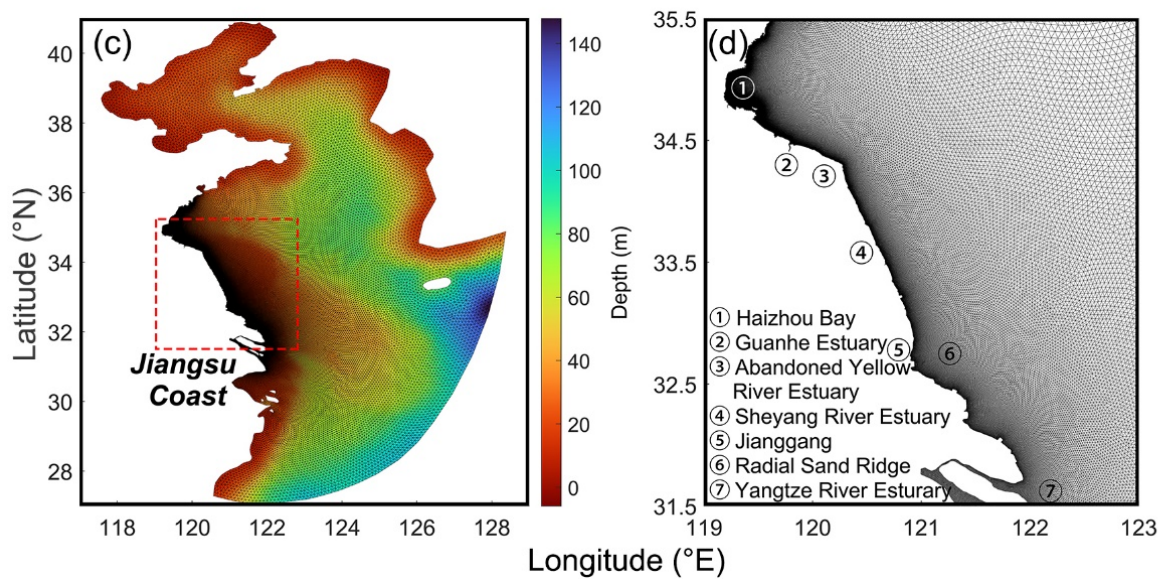 (c)
40
38
36
34
32
30
28
118
120
122
124
126
128
Latitude (°N)
Jiangsu
Coast
140
120
100
80
60
40
20
0
Depth (m)
(d)
35.5
34.5
33.5
32.5
31.5
119
120
121
122
123
①
②
③
④
⑤
⑥
⑦
① Haizhou Bay
② Guanhe Estuary
③ Abandoned Yellow
River Estuary
④ Sheyang River Estuary
⑤ Jianggang
⑥ Radial Sand Ridge
⑦ Yangtze River Esturary
Longitude (°E)